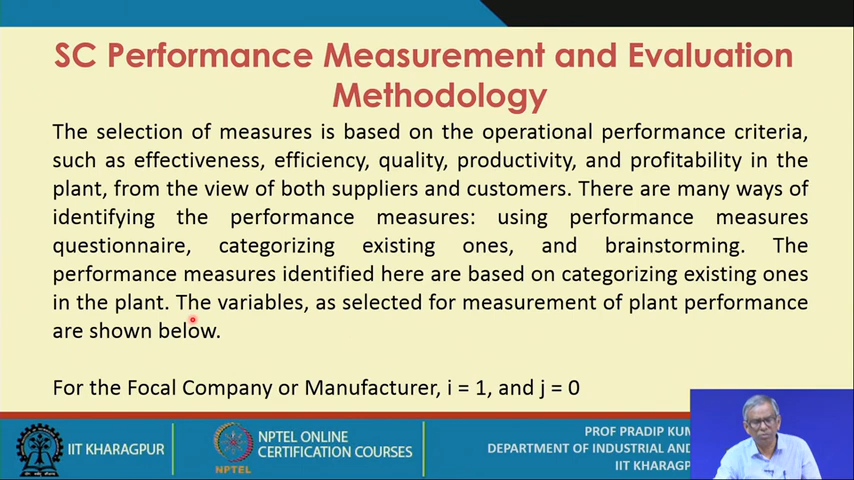 SC Performance Measurement and Evaluation
Methodology
The selection of measures is based on the operational performance criteria,
such as effectiveness, efficiency, quality, productivity, and profitability in the
plant, from the view of both suppliers and customers. There are many ways of
identifying the performance measures: using performance measures
questionnaire, categorizing existing ones, and brainstorming. The
performance measures identified here are based on categorizing existing ones
in the plant. The variables, as selected for measurement of plant performance
are shown below.
For the Focal Company or Manufacturer, i = 1, and j = 0
IIT KHARAGPUR
NPTEL
NPTEL ONLINE
CERTIFICATION COURSES
PROF PRADIP KUM
DEPARTMENT OF INDUSTRIAL AND
IIT KHARAGP